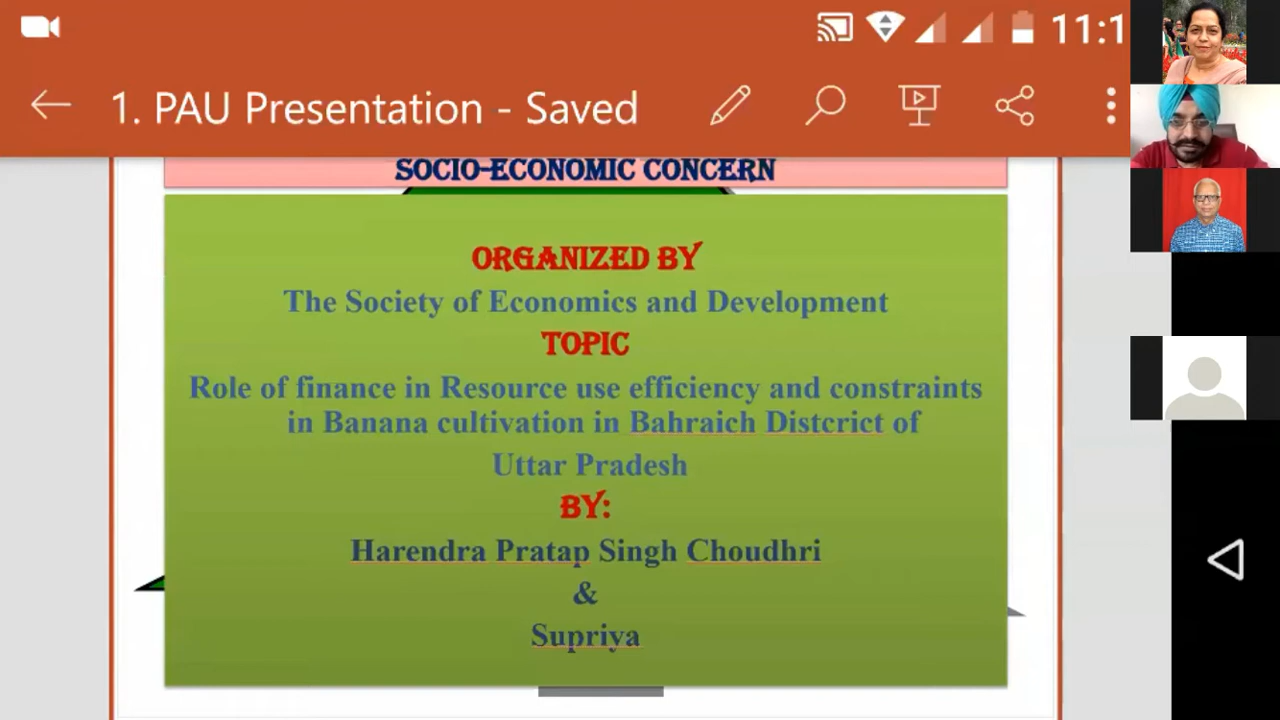 11:1
1. PAU Presentation - Saved
SOCIO-ECONOMIC CONCERN
ORGANIZED BY
The Society of Economics and Development
TOPIC
Role of finance in Resource use efficiency and constraints
in Banana cultivation in Bahraich Distcrict of
Uttar Pradesh
BY:
Harendra Pratap Singh Choudhri
&
Supriya